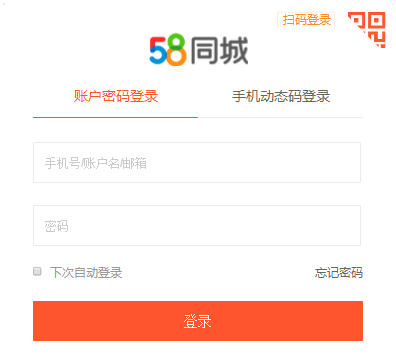 扫码登录
58同城
账户密码登录 手机动态码登录
手机号/账户名/邮箱
密码
下次自动登录 忘记密码
登录